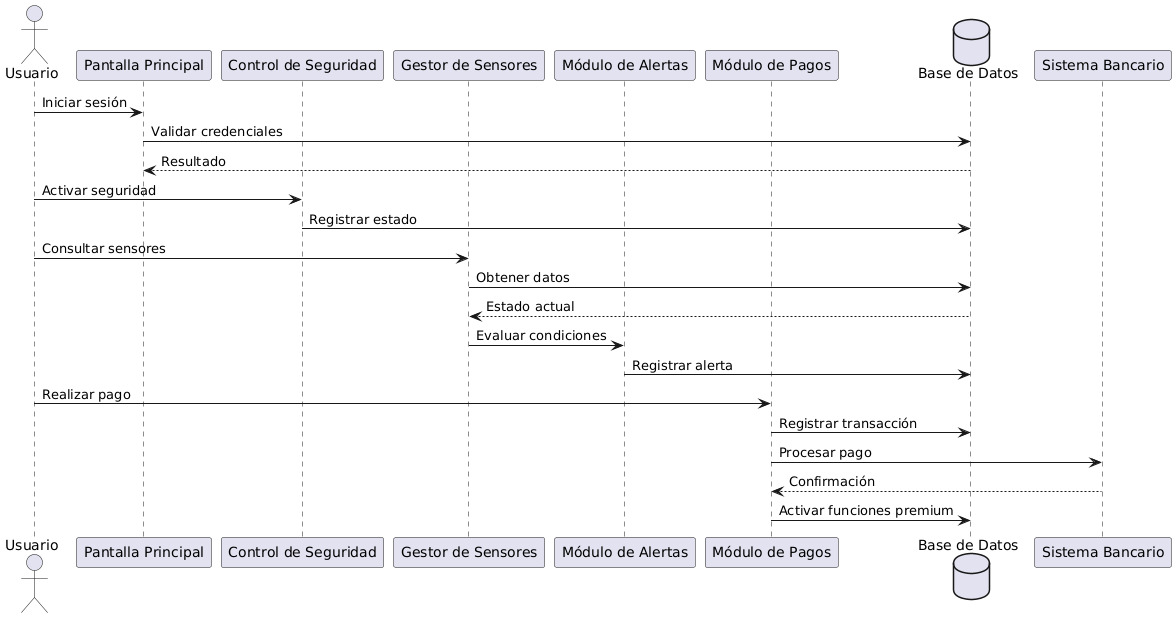 Usuario
Pantalla Principal
Control de Seguridad
Gestor de Sensores
Módulo de Alertas
Módulo de Pagos
Base de Datos
Sistema Bancario
Iniciar sesión
Validar credenciales
Resultado
Activar seguridad
Registrar estado
Consultar sensores
Obtener datos
Estado actual
Evaluar condiciones
Registrar alerta
Realizar pago
Registrar transacción
Procesar pago
Confirmación
Activar funciones premium
Usuario
Pantalla Principal
Control de Seguridad
Gestor de Sensores
Módulo de Alertas
Módulo de Pagos
Base de Datos
Sistema Bancario